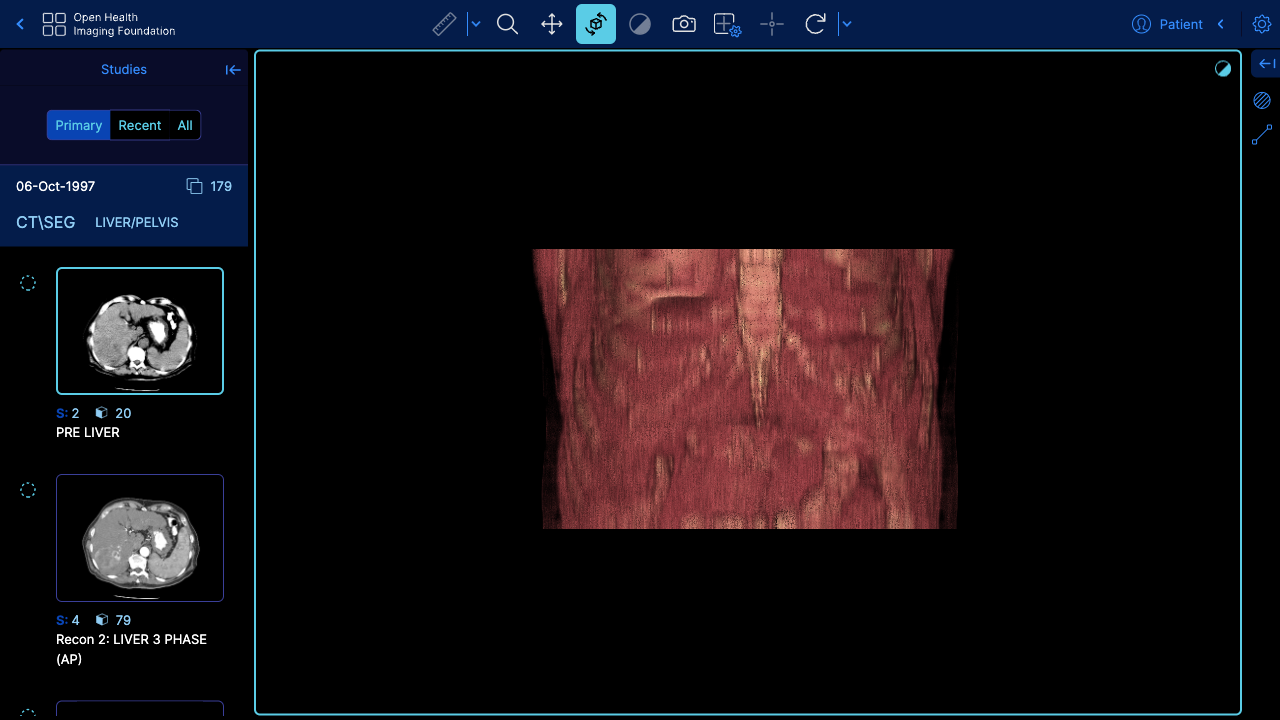 Open Health
Imaging Foundation
Patient
Studies
Primary
Recent
All
06-Oct-1997
179
CT\SEG
LIVER/PELVIS
S: 2
20
PRE LIVER
S: 4
79
Recon 2: LIVER 3 PHASE
(AP)